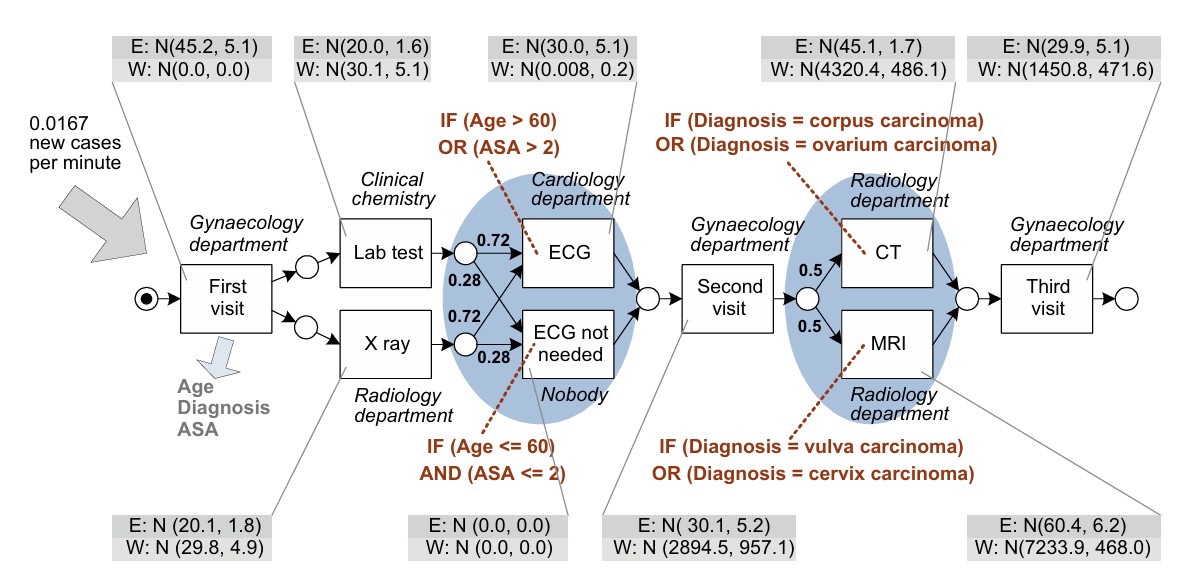 E: N(45.2, 5.1)
W: N(0.0, 0.0)
E: N(20.0, 1.6)
W: N(30.1, 5.1)
E: N(30.0, 5.1)
W: N(0.008, 0.2)
E: N(45.1, 1.7)
W: N(4320.4, 486.1)
E: N(29.9, 5.1)
W: N(1450.8, 471.6)
0.0167
new cases
per minute
IF (Age > 60)
OR (ASA > 2)
IF (Diagnosis = corpus carcinoma)
OR (Diagnosis = ovarium carcinoma)
Clinical
chemistry
Cardiology
department
Radiology
department
Gynaecology
department
Gynaecology
department
Gynaecology
department
Lab test
0.72
0.28
ECG
0.5
CT
First
visit
Second
visit
Third
visit
X ray
0.72
0.28
ECG not
needed
0.5
MRI
Age
Diagnosis
ASA
Radiology
department
Nobody
Radiology
department
IF (Age <= 60)
AND (ASA <= 2)
IF (Diagnosis = vulva carcinoma)
OR (Diagnosis = cervix carcinoma)
E: N (20.1, 1.8)
W: N (29.8, 4.9)
E: N (0.0, 0.0)
W: N (0.0, 0.0)
E: N( 30.1, 5.2)
W: N (2894.5, 957.1)
E: N(60.4, 6.2)
W: N(7233.9, 468.0)